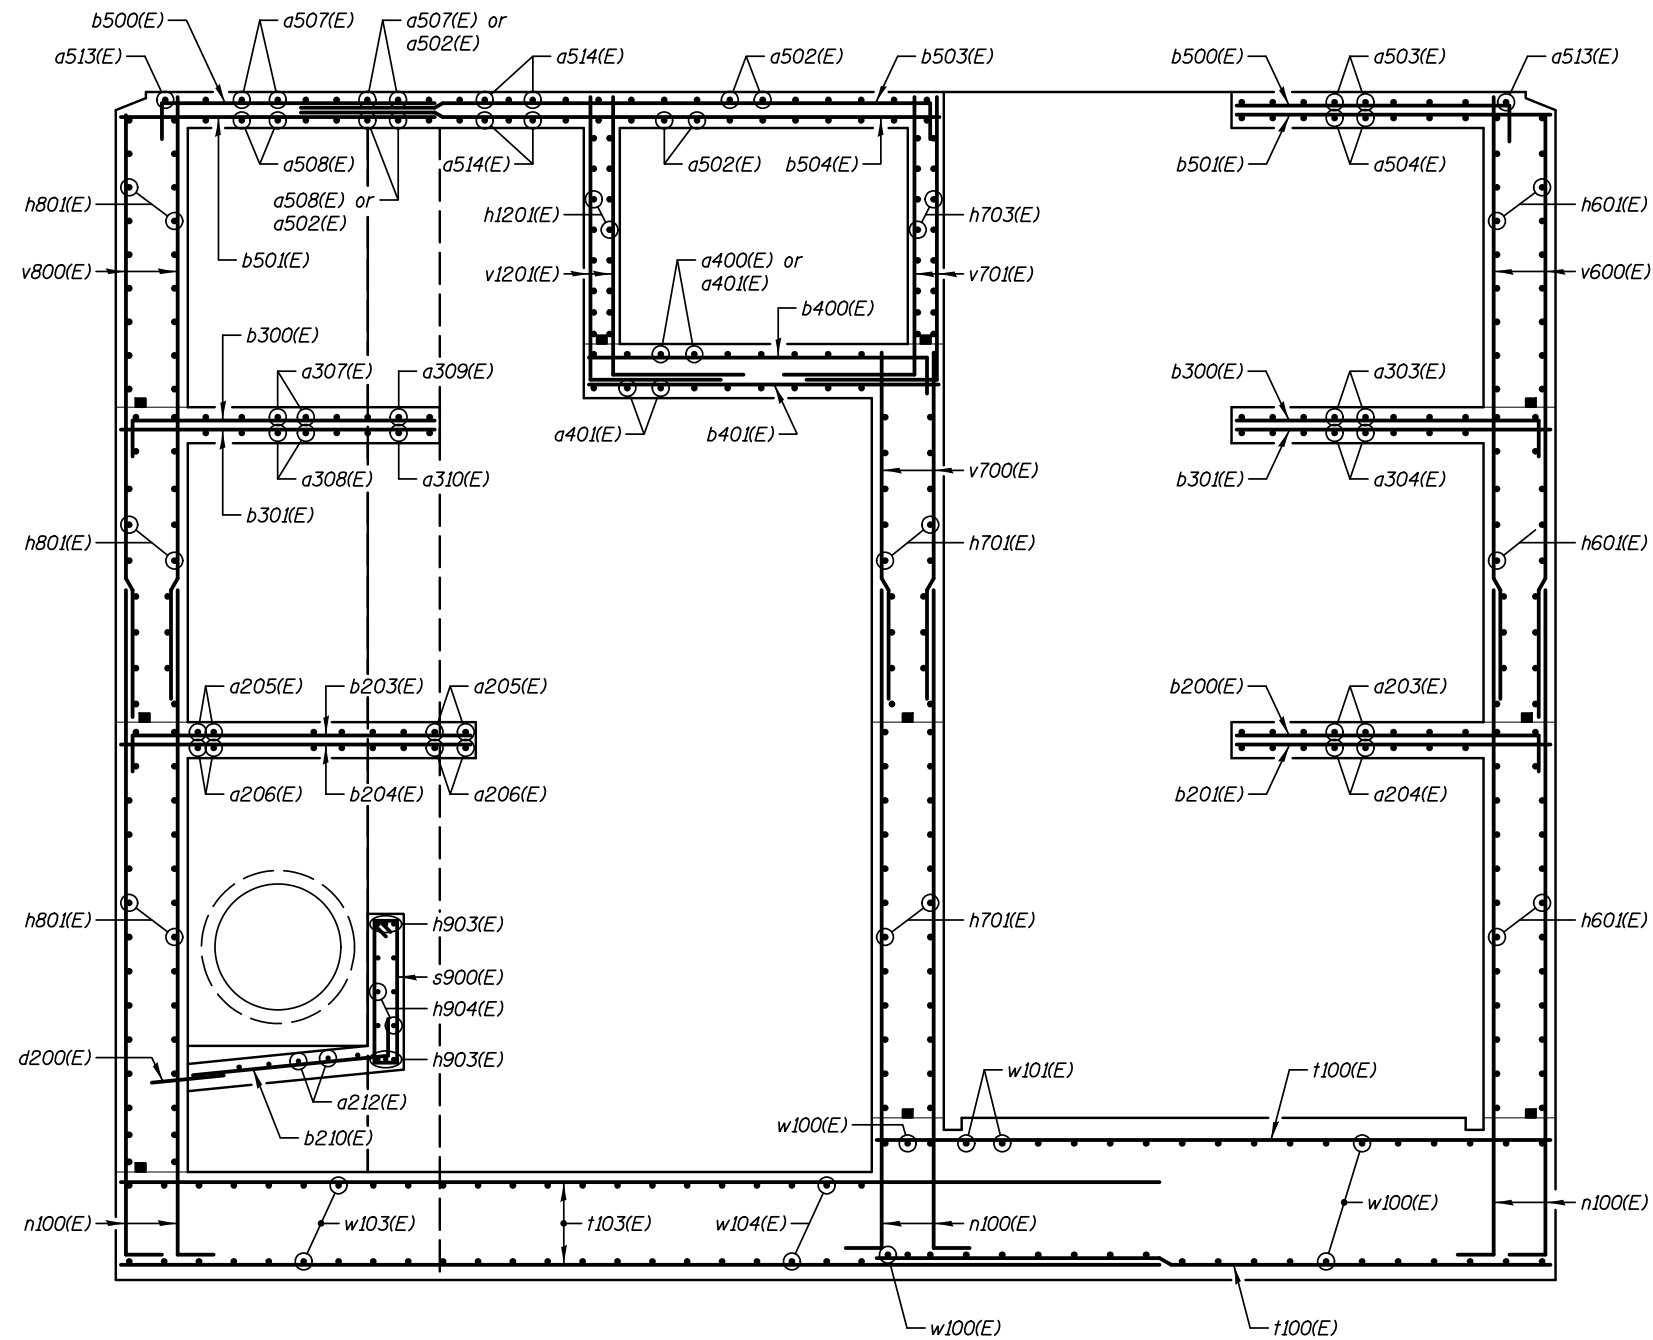 b500(E)
a507(E)
a507(E) or
a502(E)
a513(E)
a514(E)
a502(E)
b503(E)
b500(E)
a503(E)
a513(E)
a508(E)
a514(E)
a502(E)
b504(E)
b501(E)
a504(E)
a508(E) or
a502(E)
h801(E)
h1201(E)
h703(E)
h601(E)
b501(E)
v800(E)
v1201(E)
a400(E) or
a401(E)
v701(E)
v600(E)
b400(E)
b300(E)
a307(E)
a309(E)
b300(E)
a303(E)
a401(E)
b401(E)
a308(E)
a310(E)
v700(E)
b301(E)
a304(E)
b301(E)
h801(E)
h701(E)
h601(E)
a205(E)
b203(E)
a205(E)
b200(E)
a203(E)
a206(E)
b204(E)
a206(E)
b201(E)
a204(E)
h801(E)
h903(E)
h701(E)
h601(E)
s900(E)
h904(E)
d200(E)
h903(E)
w101(E)
t100(E)
a212(E)
b210(E)
w100(E)
n100(E)
w103(E)
t103(E)
w104(E)
n100(E)
w100(E)
n100(E)
w100(E)
t100(E)